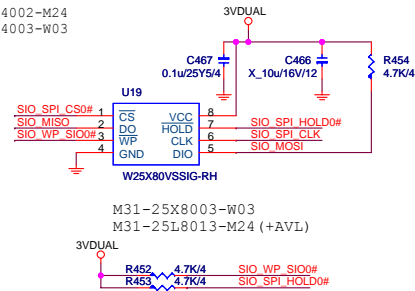 4002-M24
4003-W03
3VDUAL
C467
0.1u/25Y5/4
C466
X_10u/16V/12
R454
4.7K/4
U19
SIO_SPI_CS0# 1 CS VCC 8
SIO_MISO 2 DO HOLD 7 SIO_SPI_HOLD0#
SIO_WP_SIO0# 3 WP CLK 6 SIO_SPI_CLK
4 GND DIO 5 SIO_MOSI
W25X80VSSIG-RH
M31-25X8003-W03
M31-25L8013-M24(+AVL)
3VDUAL
R452 4.7K/4 SIO_WP_SIO0#
R453 4.7K/4 SIO_SPI_HOLD0#